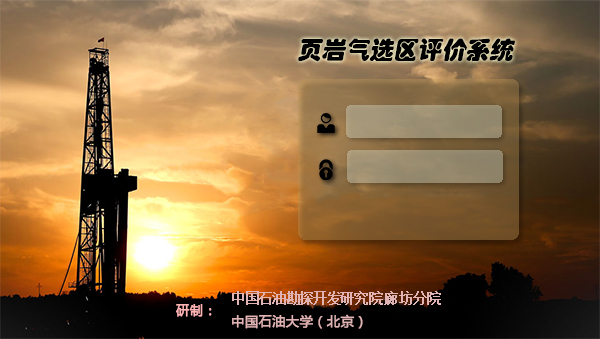 页岩气选区评价系统
研制：
中国石油勘探开发研究院廊坊分院
中国石油大学（北京）